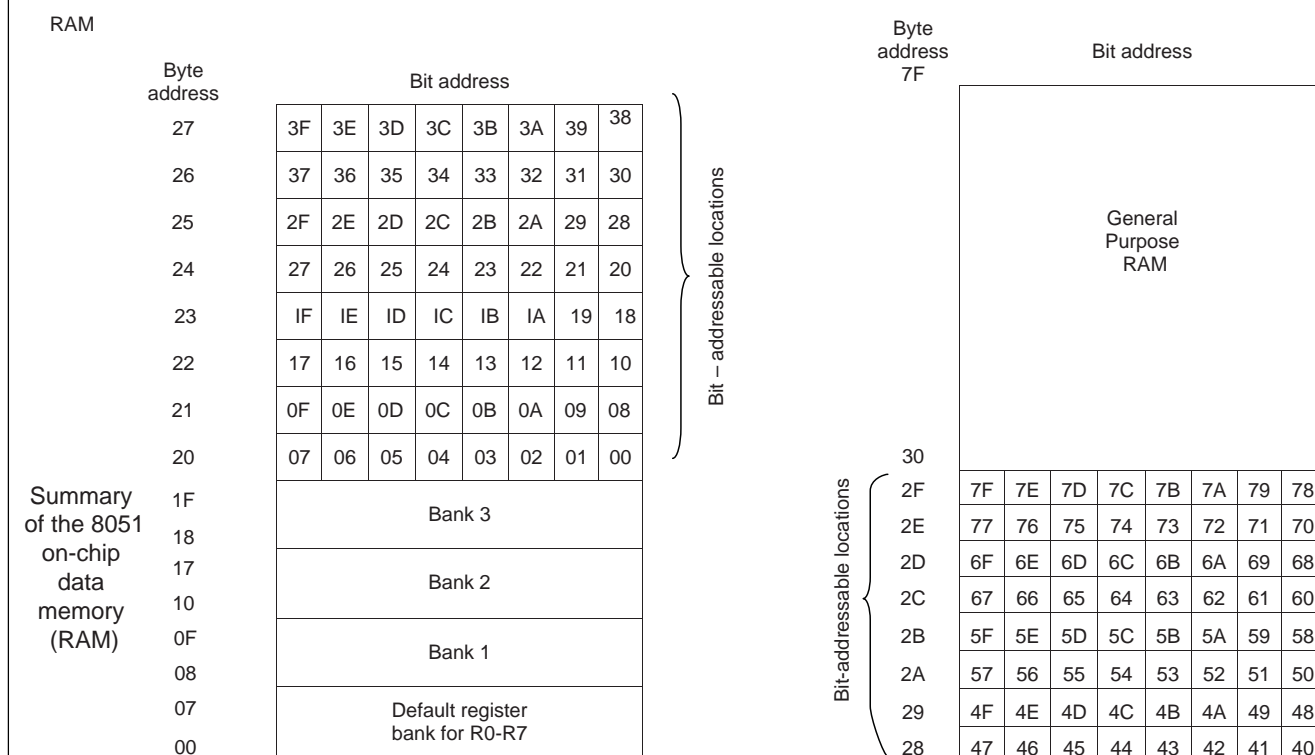 RAM
Byte
address
Bit address
27 3F 3E 3D 3C 3B 3A 39 38
26 37 36 35 34 33 32 31 30
25 2F 2E 2D 2C 2B 2A 29 28
24 27 26 25 24 23 22 21 20
23 IF IE ID IC IB IA 19 18
22 17 16 15 14 13 12 11 10
21 0F 0E 0D 0C 0B 0A 09 08
20 07 06 05 04 03 02 01 00
Bit – addressable locations
Summary
of the 8051
on-chip
data
memory
(RAM)
1F
Bank 3
18
17
Bank 2
10
0F
Bank 1
08
07
Default register
bank for R0-R7
00
Byte
address
7F
Bit address
General
Purpose
RAM
30
Bit-addressable locations
2F 7F 7E 7D 7C 7B 7A 79 78
2E 77 76 75 74 73 72 71 70
2D 6F 6E 6D 6C 6B 6A 69 68
2C 67 66 65 64 63 62 61 60
2B 5F 5E 5D 5C 5B 5A 59 58
2A 57 56 55 54 53 52 51 50
29 4F 4E 4D 4C 4B 4A 49 48
28 47 46 45 44 43 42 41 40